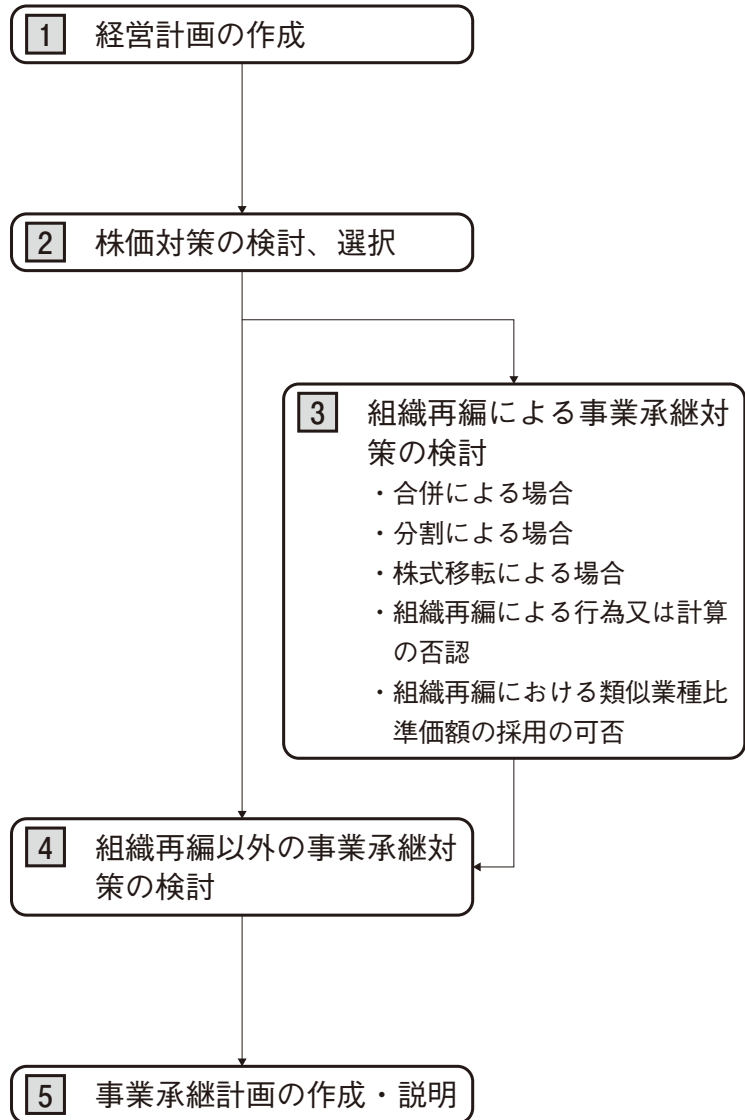 1 経営計画の作成
2 株価対策の検討、選択
3 組織再編による事業承継対
策の検討
・合併による場合
・分割による場合
・株式移転による場合
・組織再編による行為又は計算
の否認
・組織再編における類似業種比
準価額の採用の可否
4 組織再編以外の事業承継対
策の検討
5 事業承継計画の作成・説明